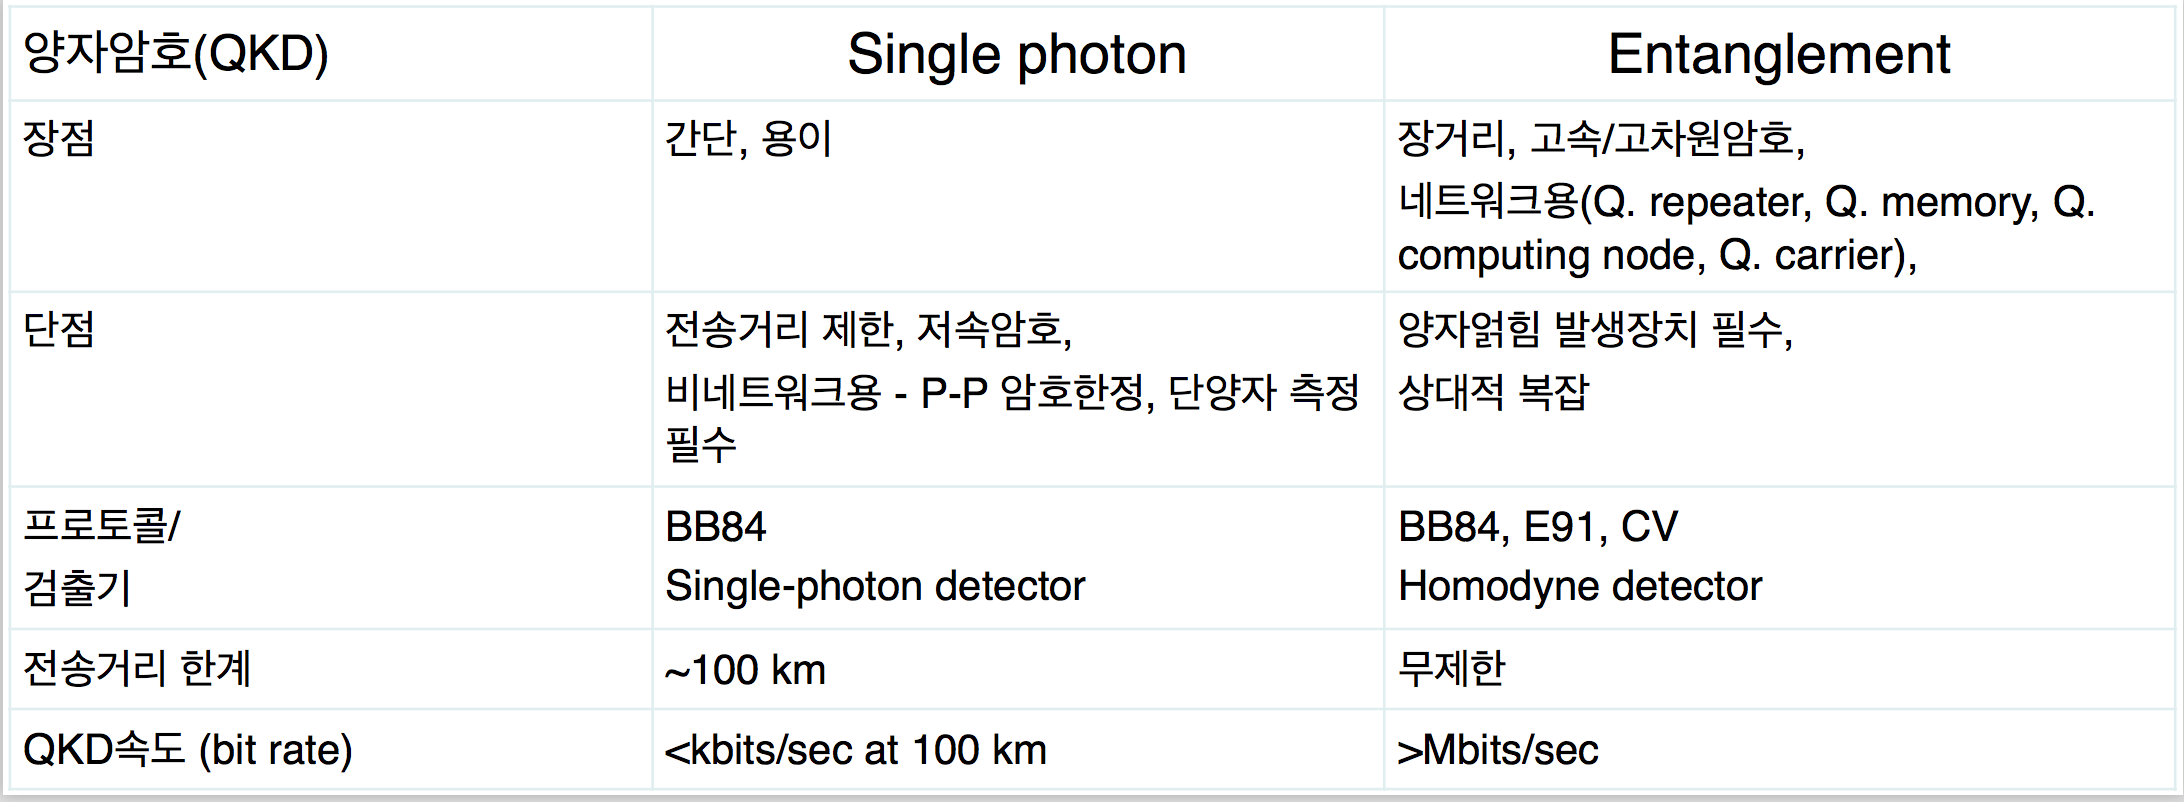 양자암호(QKD)
Single photon
Entanglement
장점
간단, 용이
장거리, 고속/고차원암호,
네트워크용(Q. repeater, Q. memory, Q.
computing node, Q. carrier),
단점
전송거리 제한, 저속암호,
비네트워크용 - P-P 암호한정, 단양자 측정
필수
양자얽힘 발생장치 필수,
상대적 복잡
프로토콜/
검출기
BB84
Single-photon detector
BB84, E91, CV
Homodyne detector
전송거리 한계
~100 km
무제한
QKD속도 (bit rate)
<kbits/sec at 100 km
>Mbits/sec